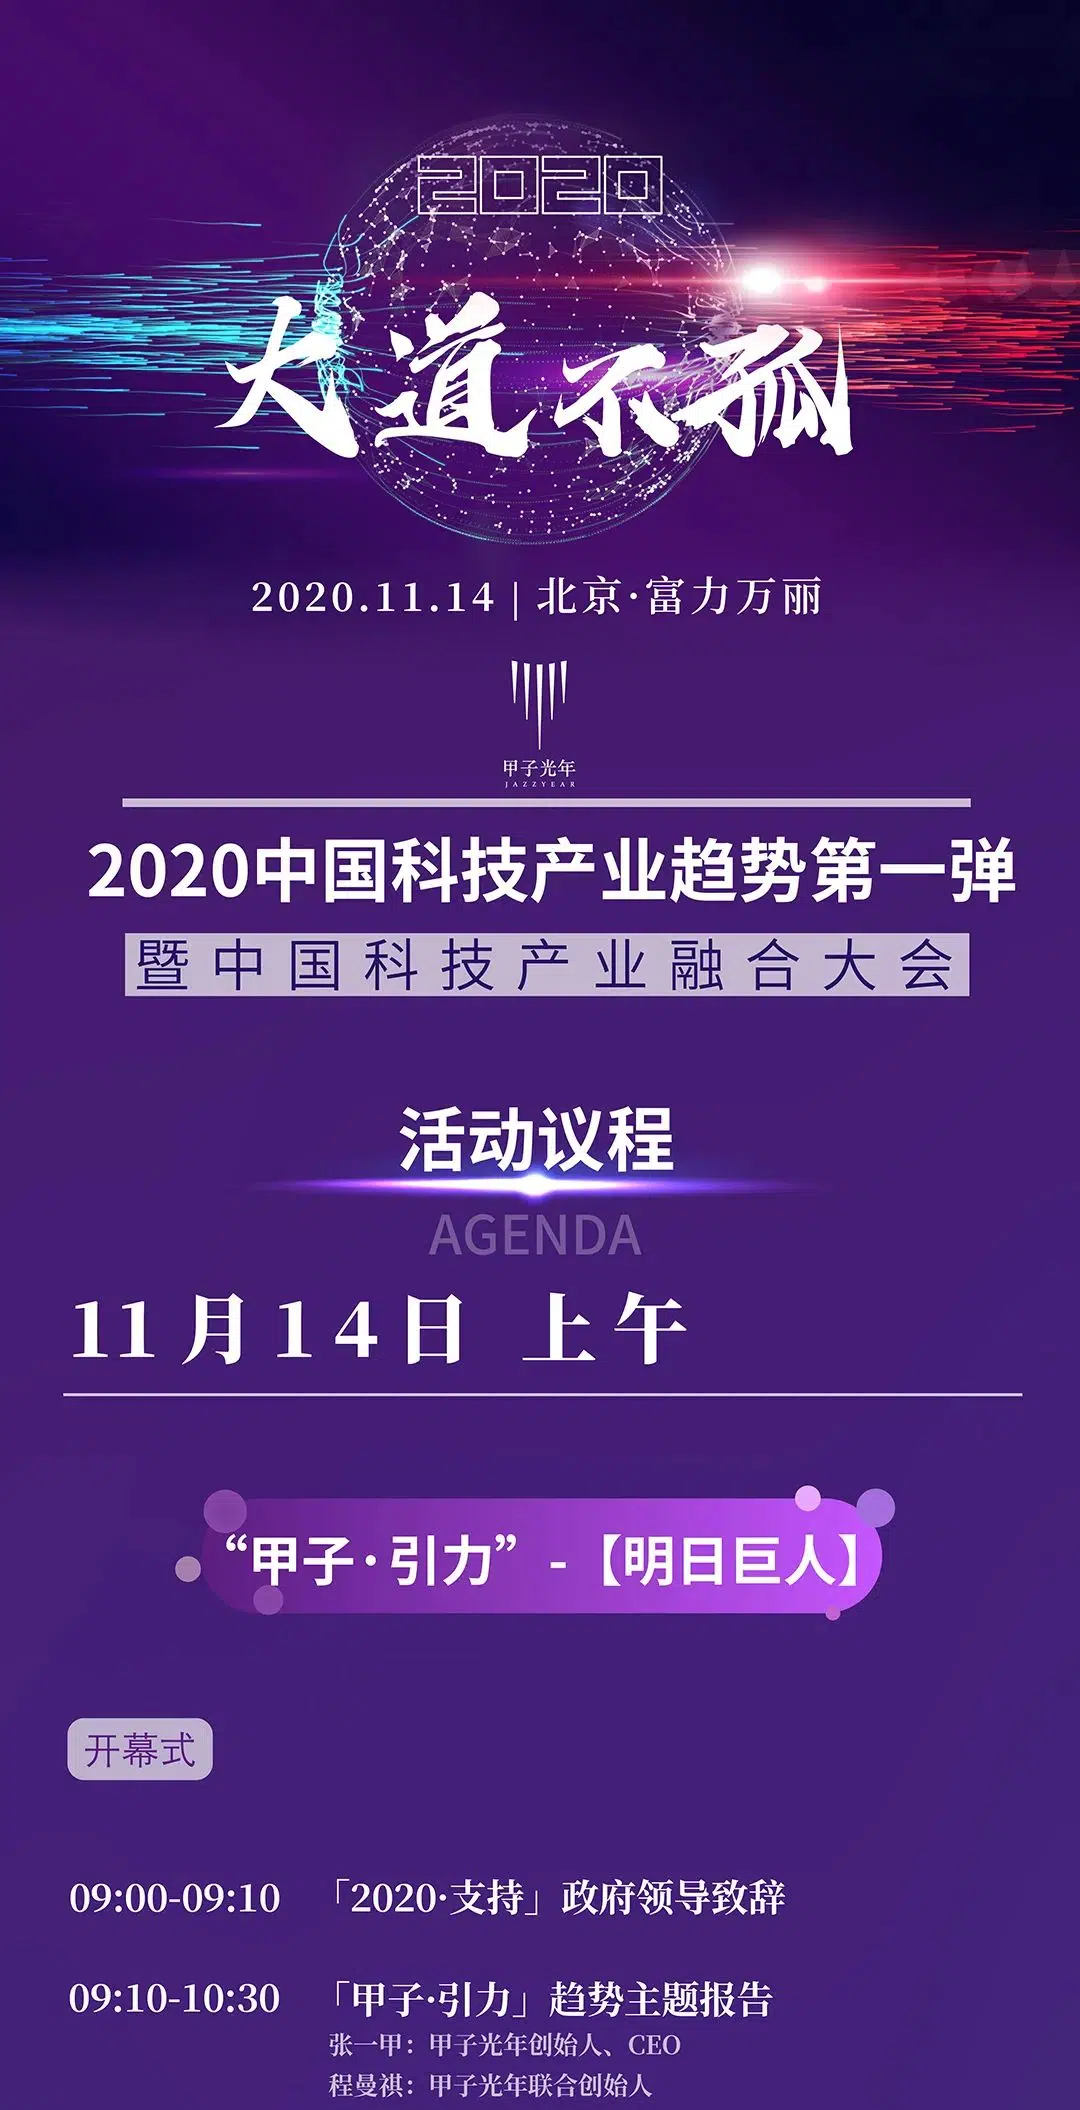 2020
大道不孤
2020.11.14 | 北京·富力万丽
甲子光年
JAZZYEAR
2020中国科技产业趋势第一弹
暨中国科技产业融合大会
活动议程
AGENDA
11月14日 上午
“甲子·引力”-【明日巨人】
开幕式
09:00-09:10 「2020·支持」政府领导致辞
09:10-10:30 「甲子·引力」趋势主题报告
张一甲：甲子光年创始人、CEO
程曼祺：甲子光年联合创始人